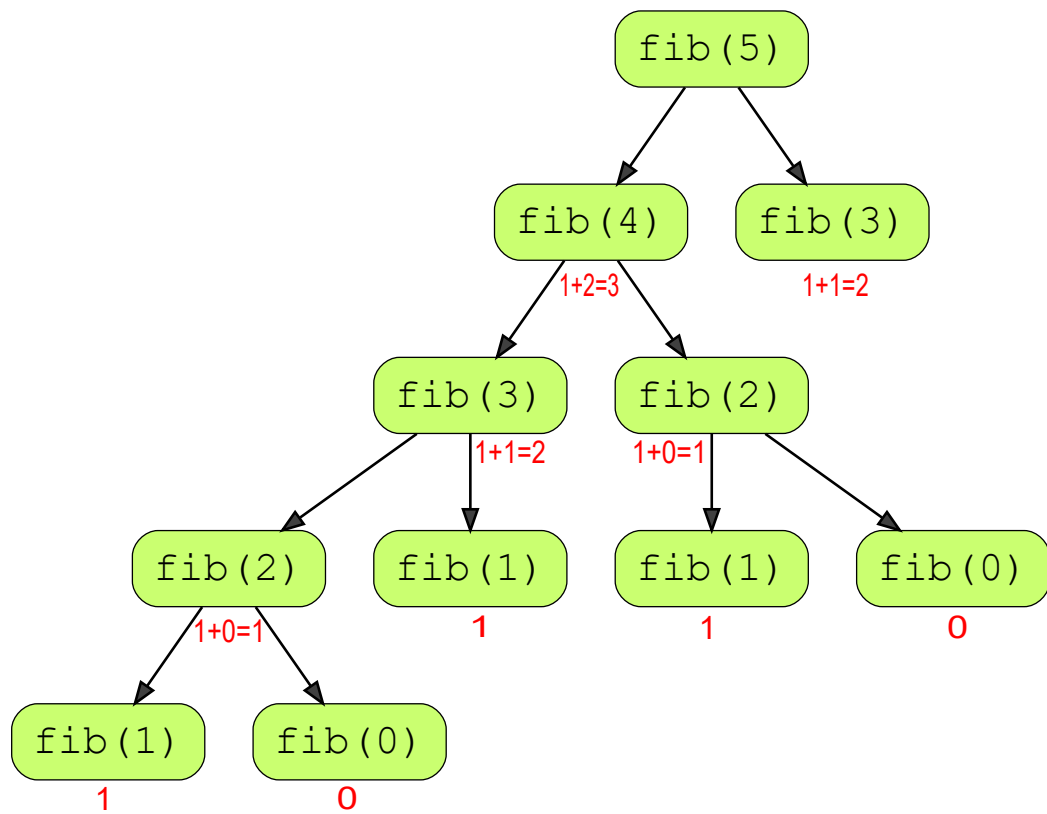 fib(5)
fib(4) fib(3)
1+2=3 1+1=2
fib(3) fib(2)
1+1=2 1+0=1
fib(2) fib(1) fib(1) fib(0)
1+0=1 1 1 0
fib(1) fib(0)
1 0